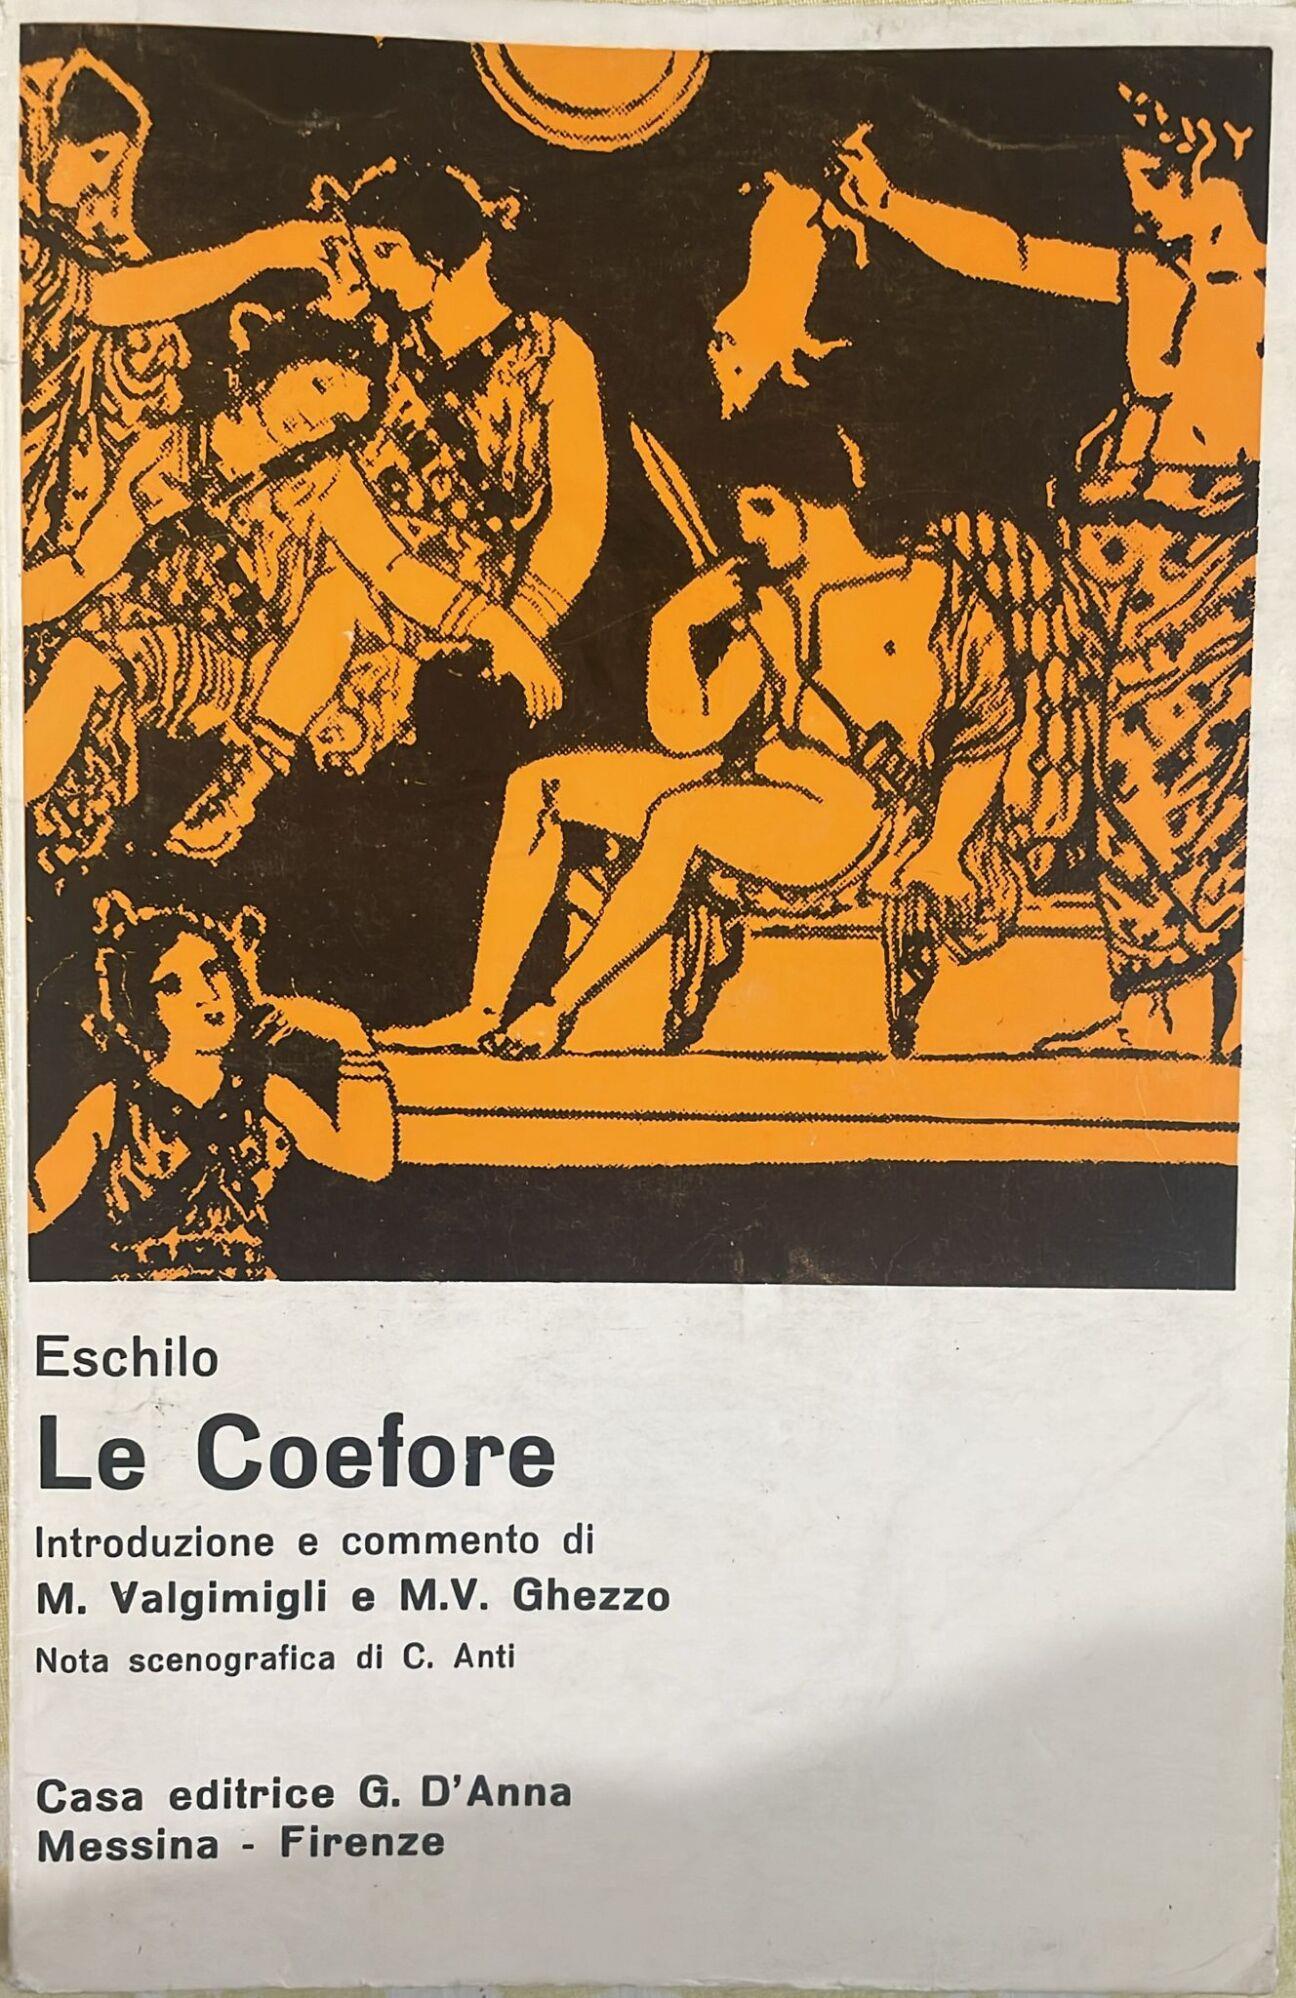 Eschilo
Le Coefore
Introduzione e commento di
M. Valgimigli e M.V. Ghezzo
Nota scenografica di C. Anti
Casa editrice G. D'Anna
Messina - Firenze